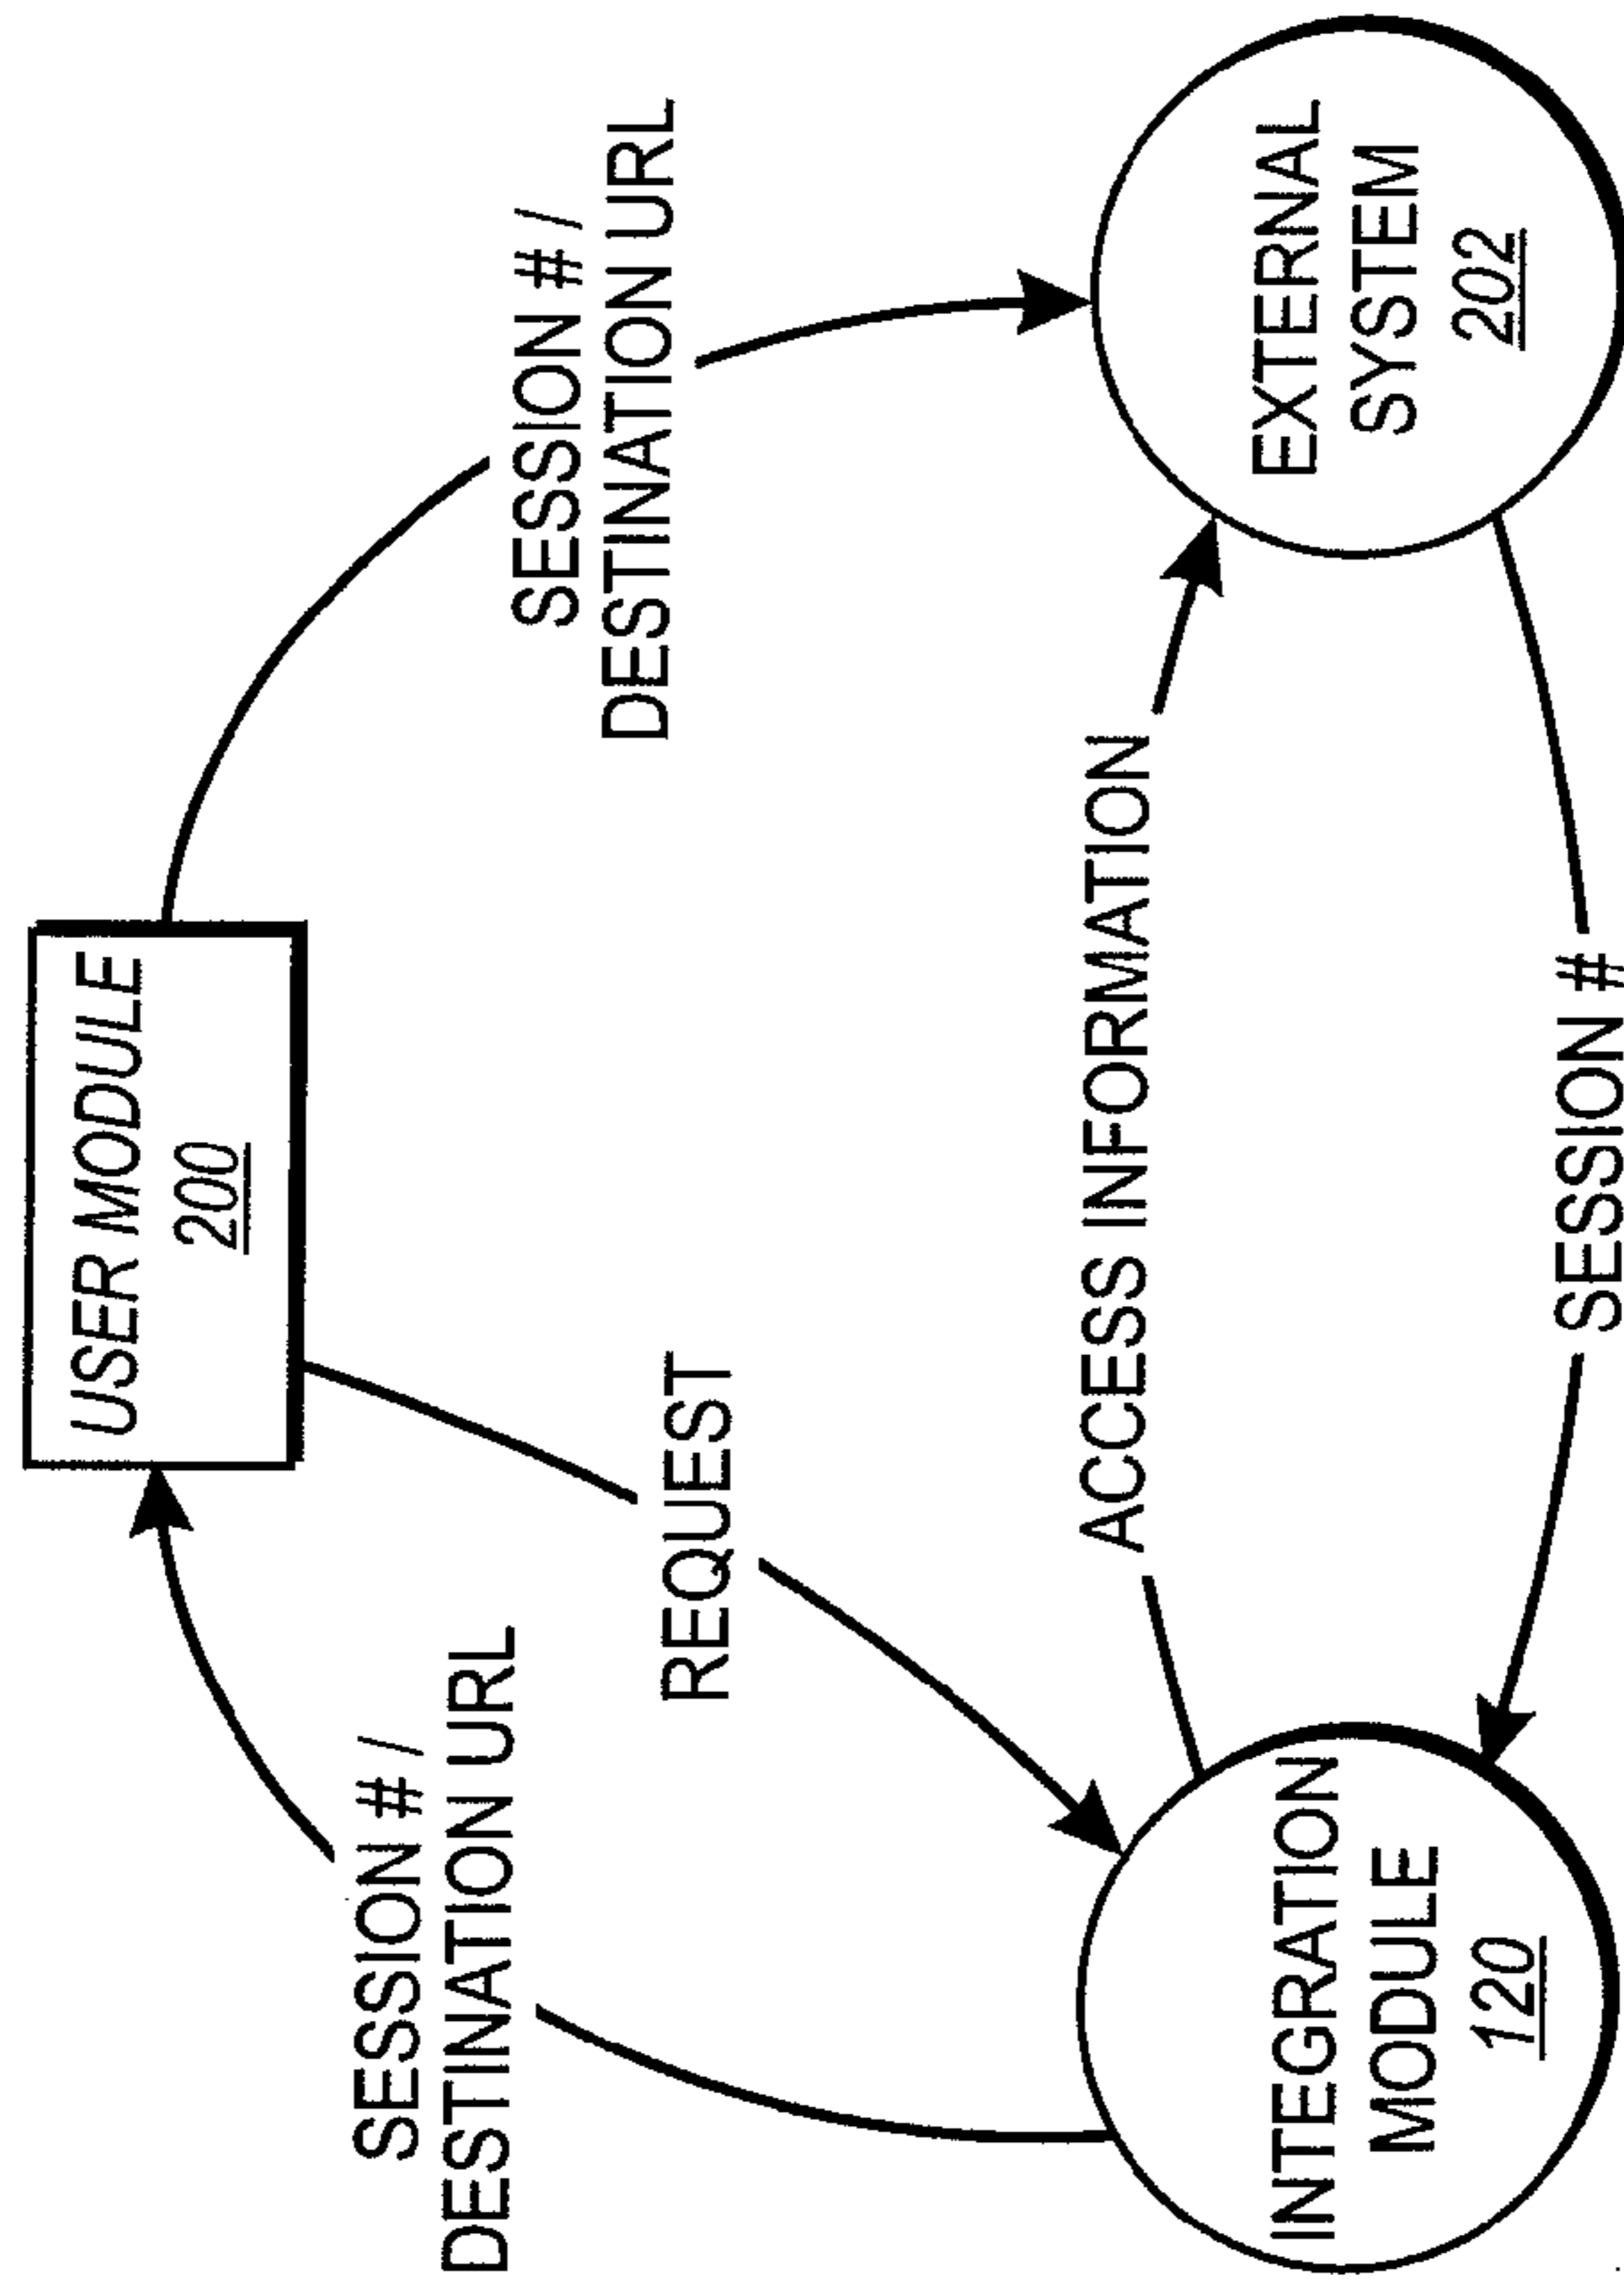 USER MODULE
200
SESSION # /
DESTINATION URL
REQUEST
SESSION # /
DESTINATION URL
ACCESS INFORMATION
INTEGRATION
MODULE
120
EXTERNAL
SYSTEM
202
SESSION #